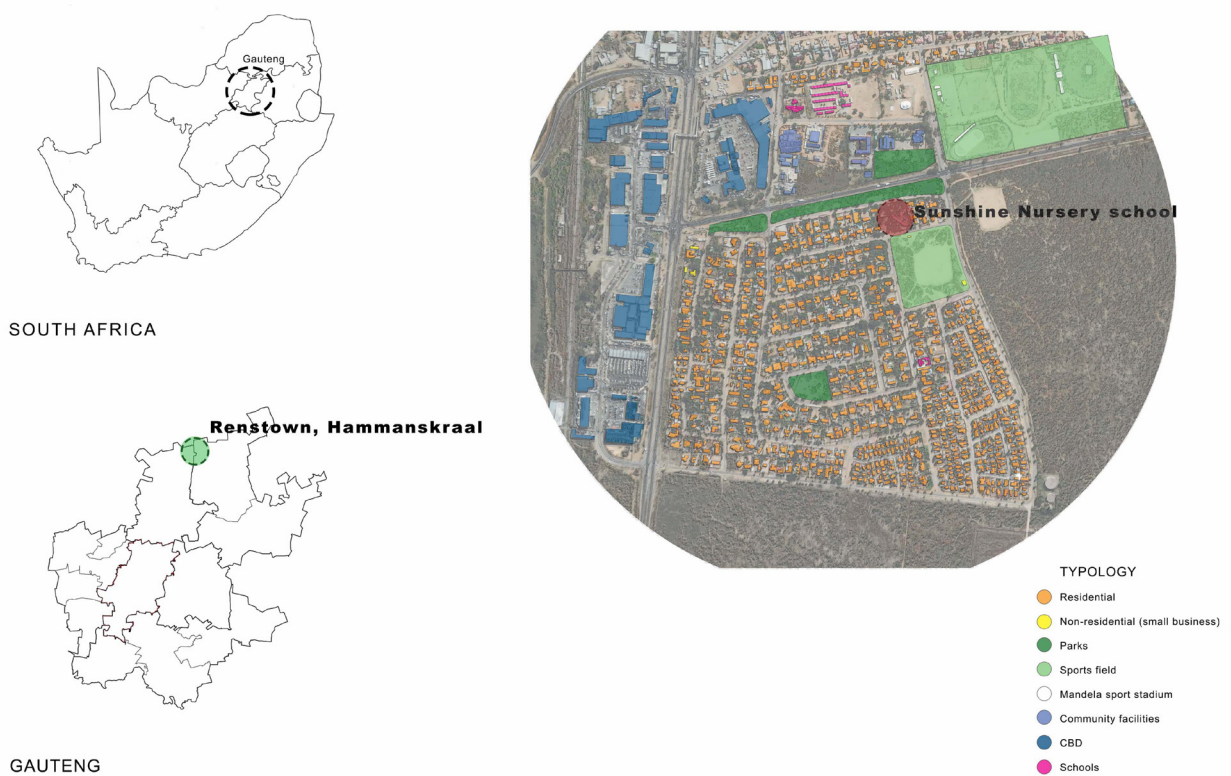 Gauteng
SOUTH AFRICA
Renstown, Hammanskraal
GAUTENG
Sunshine Nursery school
TYPOLOGY
Residential
Non-residential (small business)
Parks
Sports field
Mandela sport stadium
Community facilities
CBD
Schools